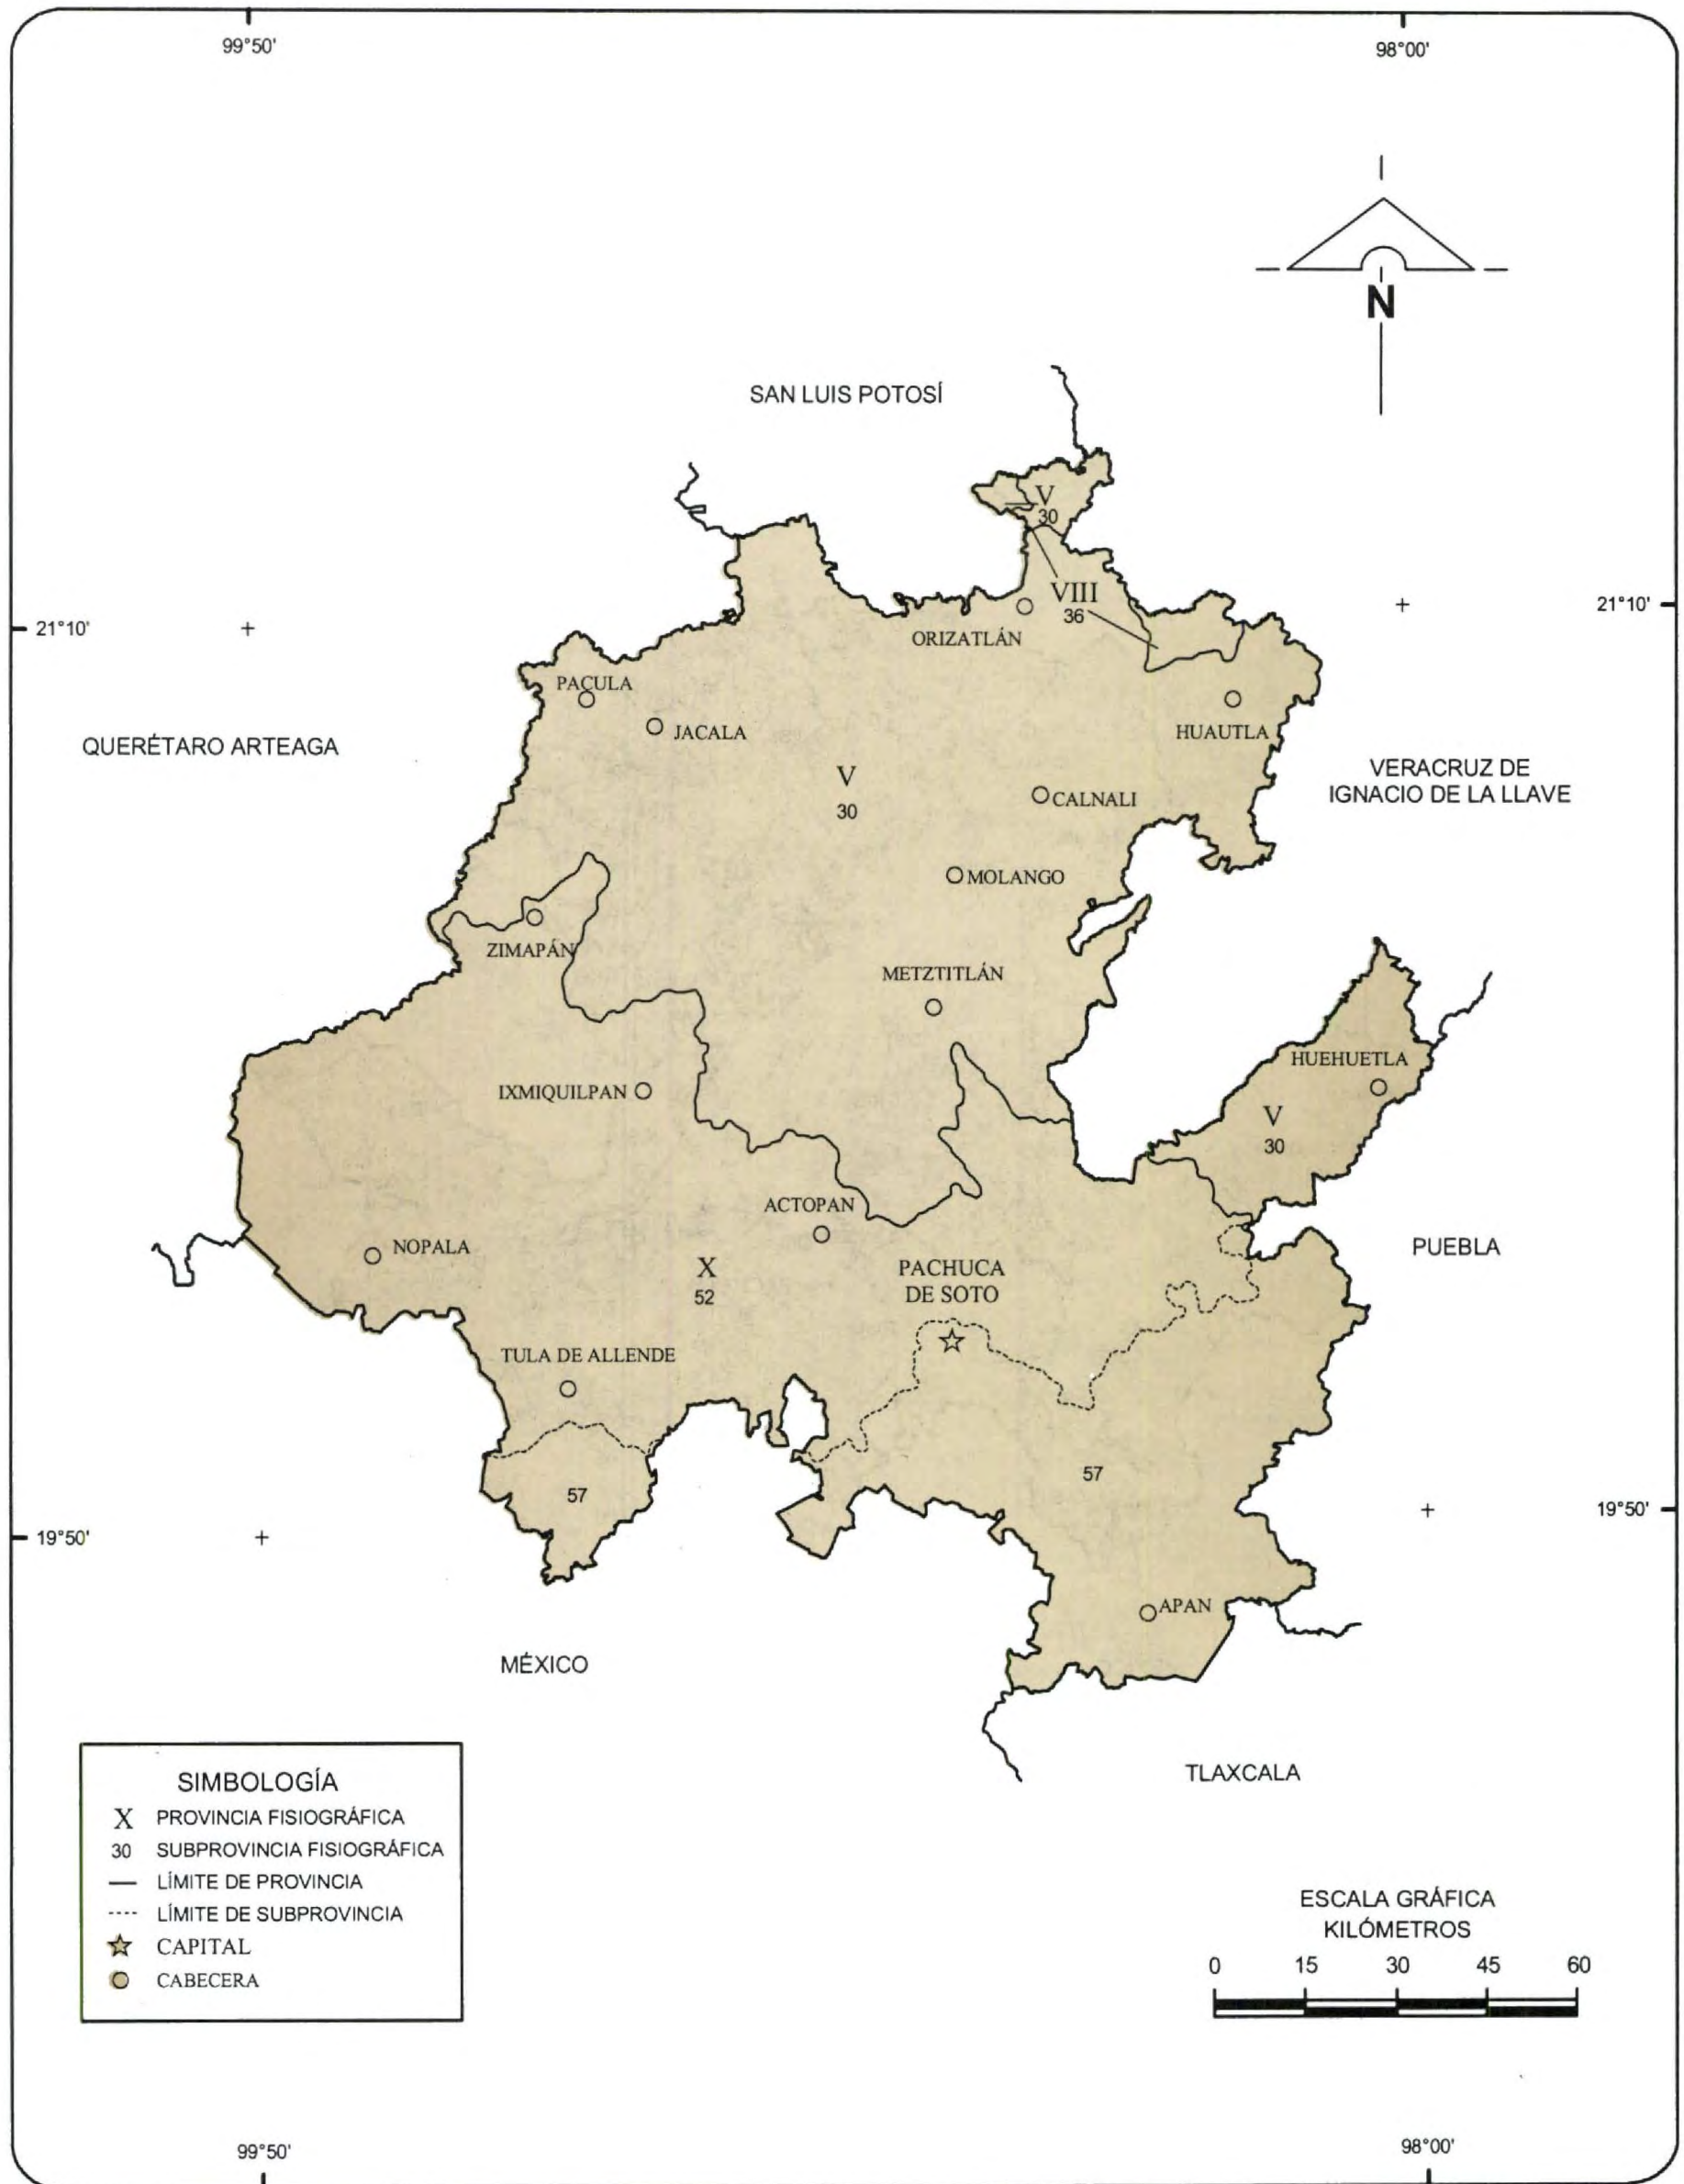 99°50'
98°00'
N
SAN LUIS POTOSÍ
V
30
VIII
36
21°10'
21°10'
ORIZATLÁN
PACULA
JACALA
HUAUTLA
QUERÉTARO ARTEAGA
V
30
VERACRUZ DE
IGNACIO DE LA LLAVE
CALNALI
MOLANGO
ZIMAPÁN
METZTITLÁN
HUEHUETLA
IXMIQUILPAN
V
30
ACTOPAN
NOPALA
PUEBLA
X
52
PACHUCA
DE SOTO
TULA DE ALLENDE
57
57
19°50'
19°50'
APAN
MÉXICO
TLAXCALA
SIMBOLOGÍA
X PROVINCIA FISIOGRÁFICA
30 SUBPROVINCIA FISIOGRÁFICA
LÍMITE DE PROVINCIA
LÍMITE DE SUBPROVINCIA
CAPITAL
CABECERA
ESCALA GRÁFICA
KILÓMETROS
0 15 30 45 60
99°50'
98°00'